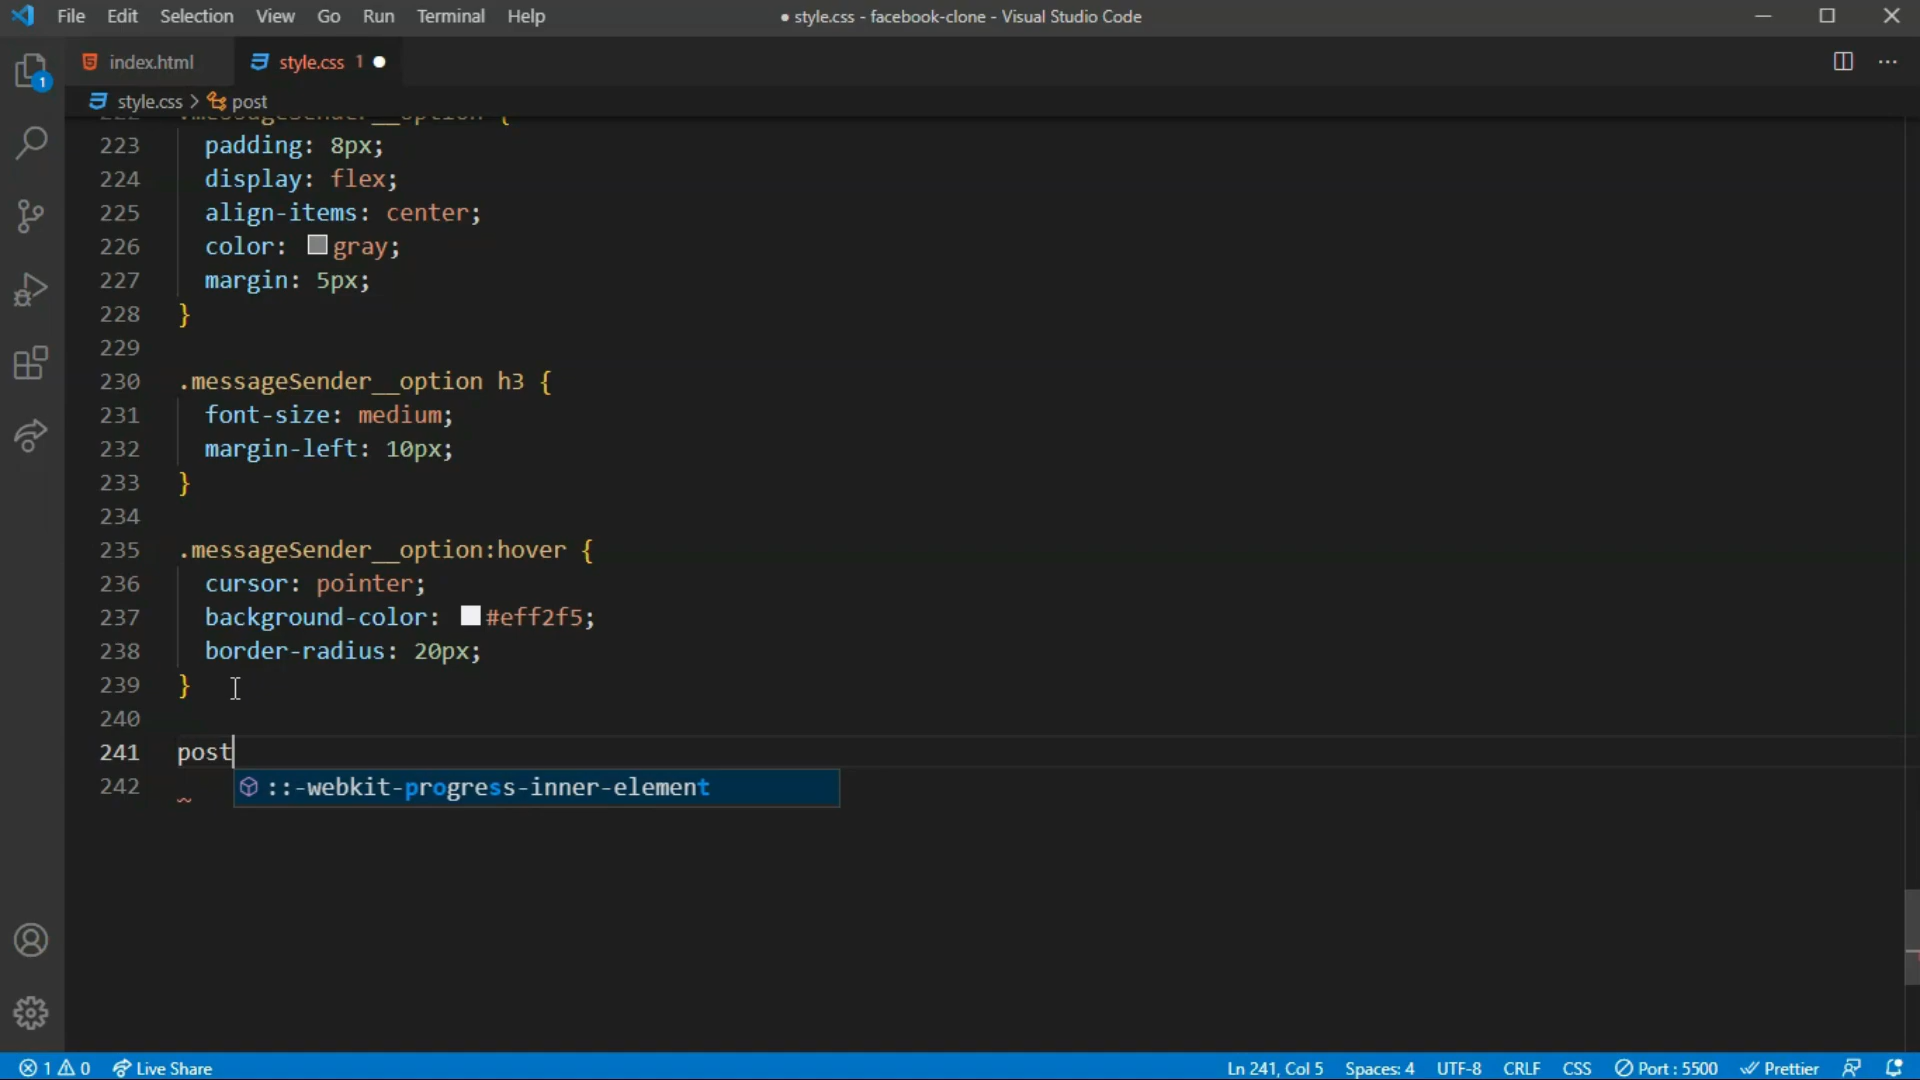 File Edit Selection View Go Run Terminal Help
● style.css - facebook-clone - Visual Studio Code
index.html
style.css 1 ●
style.css > post
222 .messageSender__option {
223 padding: 8px;
224 display: flex;
225 align-items: center;
226 color: gray;
227 margin: 5px;
228 }
229
230 .messageSender__option h3 {
231 font-size: medium;
232 margin-left: 10px;
233 }
234
235 .messageSender__option:hover {
236 cursor: pointer;
237 background-color: #eff2f5;
238 border-radius: 20px;
239 }
240
241 post
::-webkit-progress-inner-element
242
1
1 0 Live Share
Ln 241, Col 5 Spaces: 4 UTF-8 CRLF CSS Port : 5500 Prettier